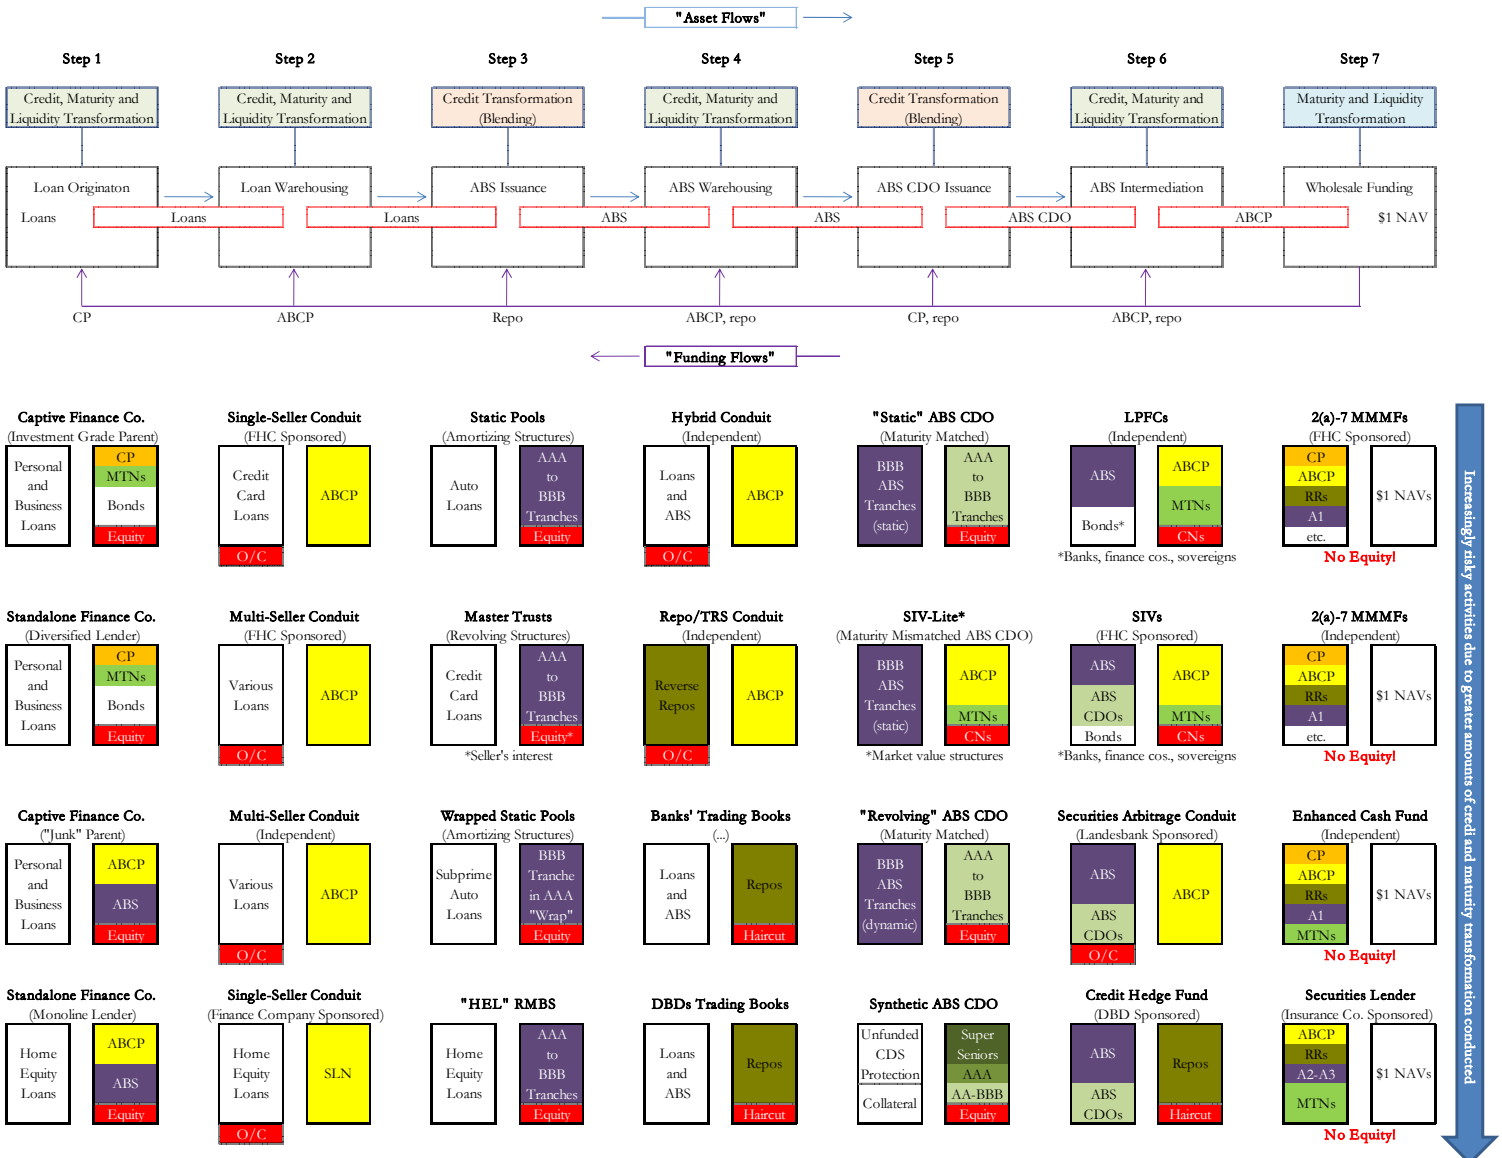 "Asset Flows"
Step 1
Step 2
Step 3
Step 4
Step 5
Step 6
Step 7
Credit, Maturity and
Liquidity Transformation
Credit, Maturity and
Liquidity Transformation
Credit Transformation
(Blending)
Credit, Maturity and
Liquidity Transformation
Credit Transformation
(Blending)
Credit, Maturity and
Liquidity Transformation
Maturity and Liquidity
Transformation
Loan Originaton
Loan Warehousing
ABS Issuance
ABS Warehousing
ABS CDO Issuance
ABS Intermediation
Wholesale Funding
Loans
Loans
Loans
ABS
ABS
ABS CDO
ABCP
$1 NAV
CP
ABCP
Repo
ABCP, repo
CP, repo
ABCP, repo
"Funding Flows"
Captive Finance Co.
(Investment Grade Parent)
Personal
and
Business
Loans
CP
MTNs
Bonds
Equity
Single-Seller Conduit
(FHC Sponsored)
Credit
Card
Loans
O/C
ABCP
Static Pools
(Amortizing Structures)
Auto
Loans
AAA
to
BBB
Tranches
Equity
Hybrid Conduit
(Independent)
Loans
and
ABS
O/C
ABCP
"Static" ABS CDO
(Maturity Matched)
BBB
ABS
Tranches
(static)
AAA
to
BBB
Tranches
Equity
LPFCs
(Independent)
ABS
Bonds*
ABCP
MTNs
CNs
*Banks, finance cos., sovereigns
2(a)-7 MMMFs
(FHC Sponsored)
CP
ABCP
RRs
A1
etc.
$1 NAVs
No Equity!
Standalone Finance Co.
(Diversified Lender)
Personal
and
Business
Loans
CP
MTNs
Bonds
Equity
Multi-Seller Conduit
(FHC Sponsored)
Various
Loans
O/C
ABCP
Master Trusts
(Revolving Structures)
Credit
Card
Loans
AAA
to
BBB
Tranches
Equity*
*Seller's interest
Repo/TRS Conduit
(Independent)
Reverse
Repos
O/C
ABCP
SIV-Lite*
(Maturity Mismatched ABS CDO)
BBB
ABS
Tranches
(static)
ABCP
MTNs
CNs
*Market value structures
SIVs
(FHC Sponsored)
ABS
ABS
CDOs
Bonds
ABCP
MTNs
CNs
*Banks, finance cos., sovereigns
2(a)-7 MMMFs
(Independent)
CP
ABCP
RRs
A1
etc.
$1 NAVs
No Equity!
Captive Finance Co.
("Junk" Parent)
Personal
and
Business
Loans
ABCP
ABS
Equity
Multi-Seller Conduit
(Independent)
Various
Loans
O/C
ABCP
Wrapped Static Pools
(Amortizing Structures)
Subprime
Auto
Loans
BBB
Tranche
in AAA
"Wrap"
Equity
Banks' Trading Books
(...)
Loans
and
ABS
Repos
Haircut
"Revolving" ABS CDO
(Maturity Matched)
BBB
ABS
Tranches
(dynamic)
AAA
to
BBB
Tranches
Equity
Securities Arbitrage Conduit
(Landesbank Sponsored)
ABS
ABS
CDOs
O/C
ABCP
Enhanced Cash Fund
(Independent)
CP
ABCP
RRs
A1
MTNs
$1 NAVs
No Equity!
Standalone Finance Co.
(Monoline Lender)
Home
Equity
Loans
ABCP
ABS
Equity
Single-Seller Conduit
(Finance Company Sponsored)
Home
Equity
Loans
O/C
SLN
"HEL" RMBS
Home
Equity
Loans
AAA
to
BBB
Tranches
Equity
DBDs Trading Books
Loans
and
ABS
Repos
Haircut
Synthetic ABS CDO
Unfunded
CDS
Protection
Collateral
Super
Seniors
AAA
AA-BBB
Equity
Credit Hedge Fund
(DBD Sponsored)
ABS
ABS
CDOs
Repos
Haircut
Securities Lender
(Insurance Co. Sponsored)
ABCP
RRs
A2-A3
MTNs
$1 NAVs
No Equity!
Increasingly risky activities due to greater amounts of credi and maturity transformation conducted